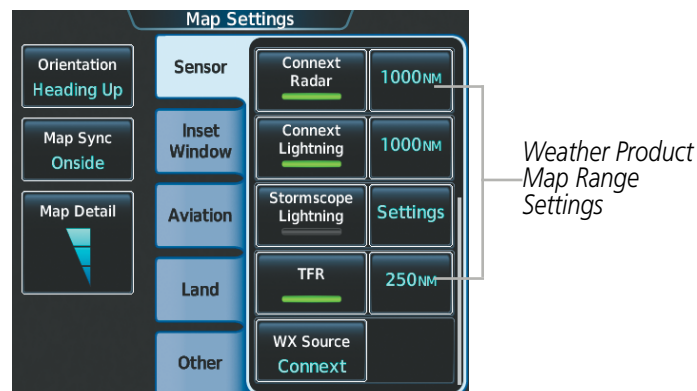 Map Settings
Orientation
Heading Up
Map Sync
Onside
Map Detail
Sensor
Inset
Window
Aviation
Land
Other
Connext
Radar
1000NM
Connext
Lightning
1000NM
Stormscope
Lightning
Settings
TFR
250NM
WX Source
Connext
Weather Product
Map Range
Settings